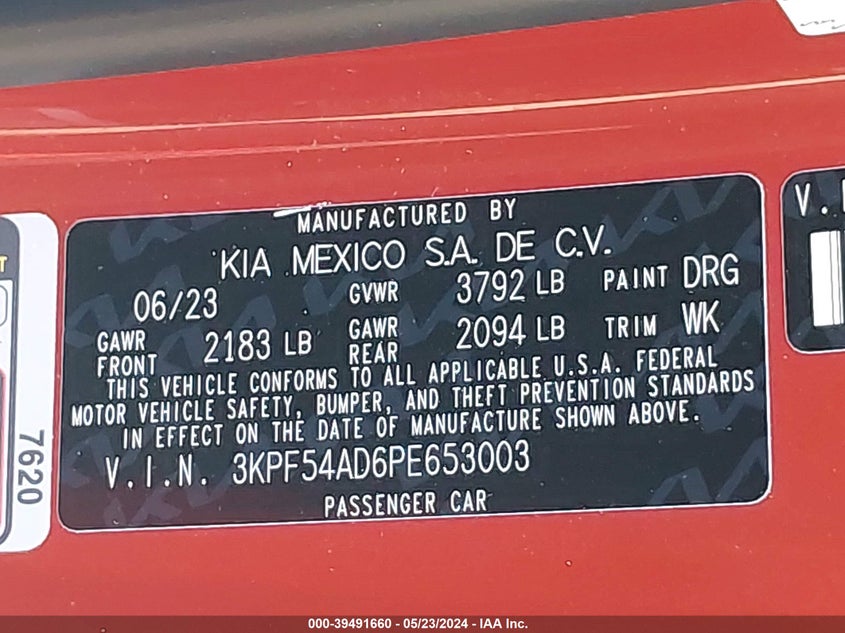 MANUFACTURED BY
KIA MEXICO S.A. DE C.V.
06/23 GVWR 3792 LB PAINT DRG
GAWR FRONT 2183 LB GAWR REAR 2094 LB TRIM WK
THIS VEHICLE CONFORMS TO ALL APPLICABLE U.S.A. FEDERAL
MOTOR VEHICLE SAFETY, BUMPER, AND THEFT PREVENTION STANDARDS
IN EFFECT ON THE DATE OF MANUFACTURE SHOWN ABOVE.
V.I.N. 3KPF54AD6PE653003
PASSENGER CAR
7620
000-39491660 - 05/23/2024 - IAA Inc.